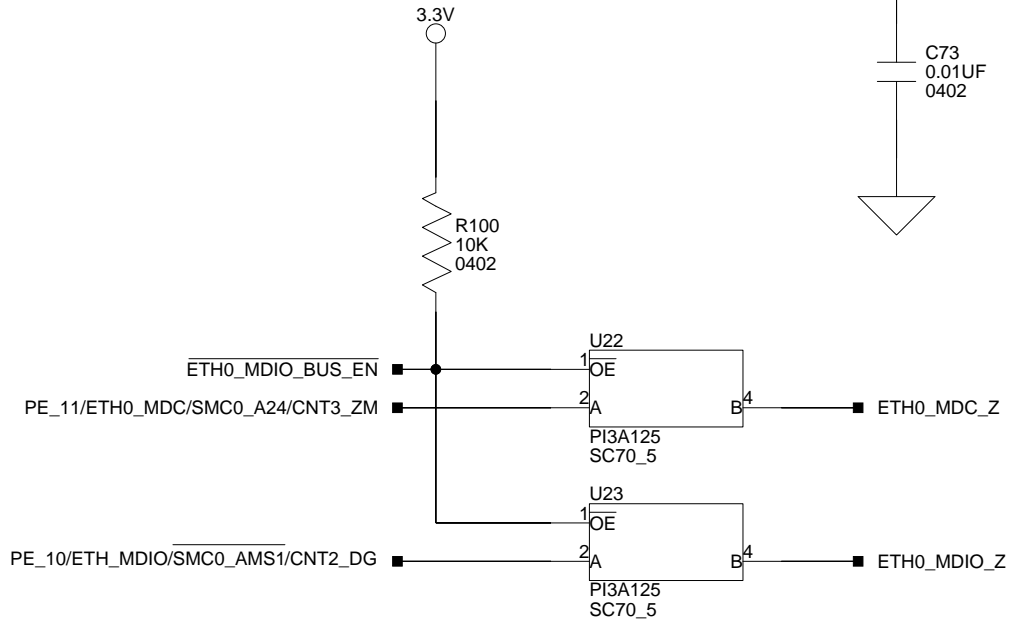 3.3V
C73
0.01UF
0402
R100
10K
0402
U22
ETH0_MDIO_BUS_EN
1
OE
PE_11/ETH0_MDC/SMC0_A24/CNT3_ZM
2
A
B
4
ETH0_MDC_Z
PI3A125
SC70_5
U23
1
OE
PE_10/ETH_MDIO/SMC0_AMS1/CNT2_DG
2
A
B
4
ETH0_MDIO_Z
PI3A125
SC70_5